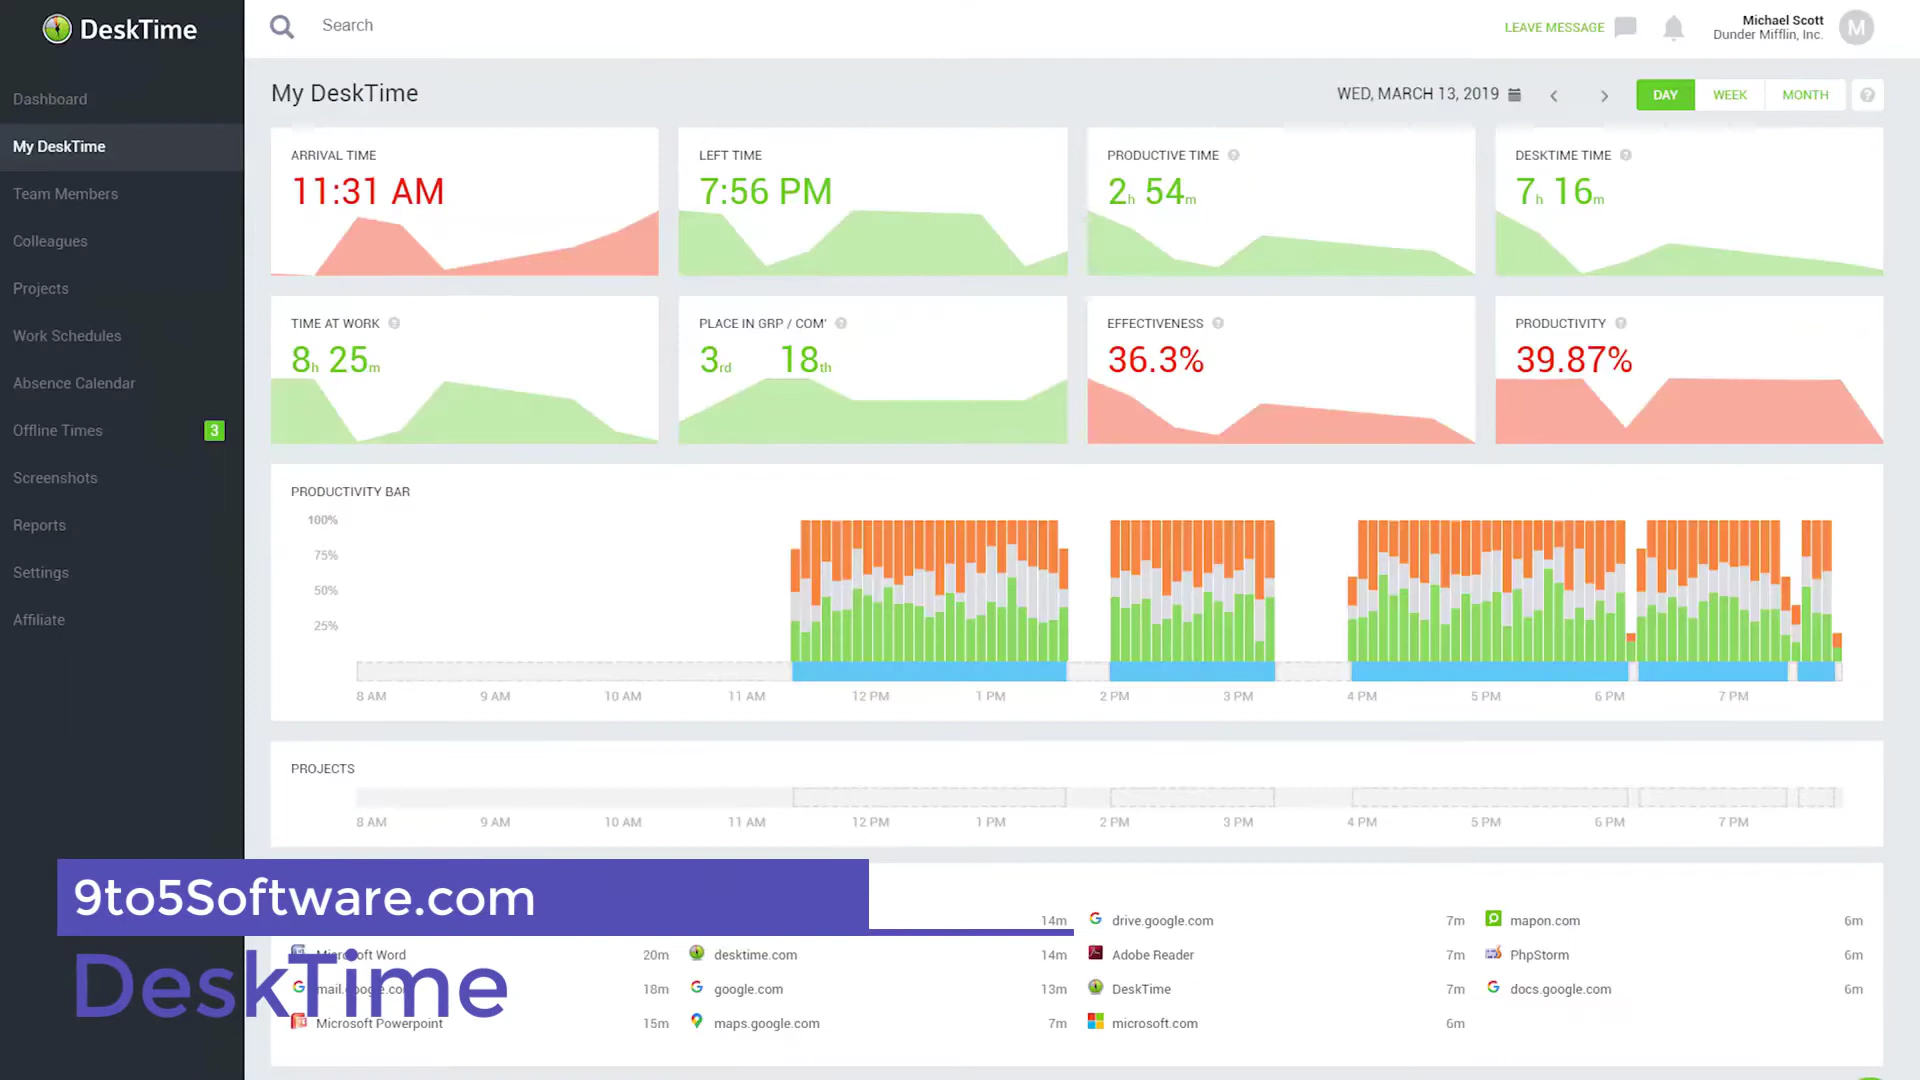 DeskTime
Search
LEAVE MESSAGE
Michael Scott
Dunder Mifflin, Inc.
M
Dashboard
My DeskTime
Team Members
Colleagues
Projects
Work Schedules
Absence Calendar
Offline Times 3
Screenshots
Reports
Settings
Affiliate
My DeskTime
WED, MARCH 13, 2019
DAY WEEK MONTH ?
ARRIVAL TIME
11:31 AM
LEFT TIME
7:56 PM
PRODUCTIVE TIME ?
2h 54m
DESKTIME TIME ?
7h 16m
TIME AT WORK ?
8h 25m
PLACE IN GRP / COM' ?
3rd 18th
EFFECTIVENESS ?
36.3%
PRODUCTIVITY ?
39.87%
PRODUCTIVITY BAR
100%
75%
50%
25%
8 AM 9 AM 10 AM 11 AM 12 PM 1 PM 2 PM 3 PM 4 PM 5 PM 6 PM 7 PM
PROJECTS
8 AM 9 AM 10 AM 11 AM 12 PM 1 PM 2 PM 3 PM 4 PM 5 PM 6 PM 7 PM
9to5Software.com
DeskTime
14m drive.google.com 7m mapon.com 6m
Microsoft Word 20m desktime.com 14m Adobe Reader 7m PhpStorm 6m
mail.google.com 18m google.com 13m DeskTime 7m docs.google.com 6m
Microsoft Powerpoint 15m maps.google.com 7m microsoft.com 6m